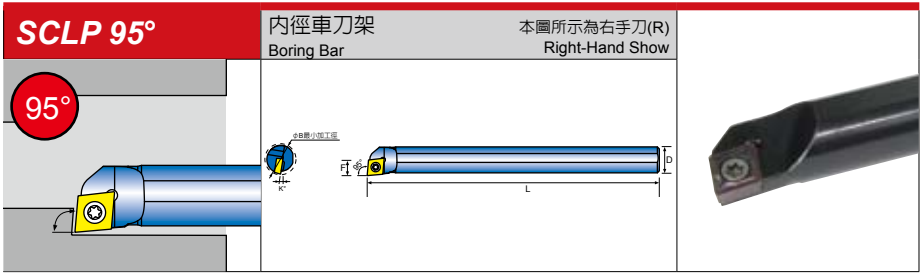 SCLP 95°
內徑車刀架
Boring Bar
本圖所示為右手刀(R)
Right-Hand Show
95°
φB最小加工徑
K°
F
95°
L
D